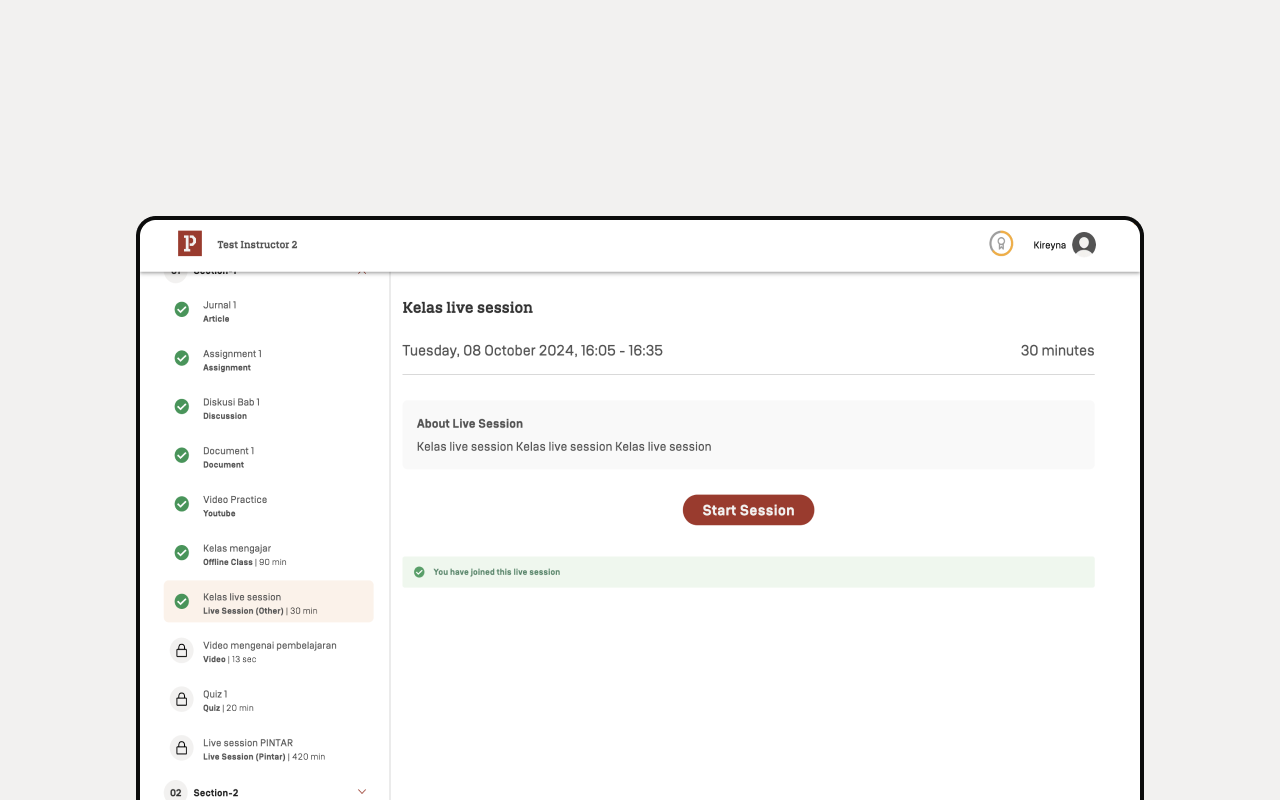 P
Test Instructor 2
Kireyna
01 Section-1
Jurnal 1
Article
Assignment 1
Assignment
Diskusi Bab 1
Discussion
Document 1
Document
Video Practice
Youtube
Kelas mengajar
Offline Class | 90 min
Kelas live session
Live Session (Other) | 30 min
Video mengenai pembelajaran
Video | 13 sec
Quiz 1
Quiz | 20 min
Live session PINTAR
Live Session (Pintar) | 420 min
02 Section-2
Kelas live session
Tuesday, 08 October 2024, 16:05 - 16:35
30 minutes
About Live Session
Kelas live session Kelas live session Kelas live session
Start Session
You have joined this live session